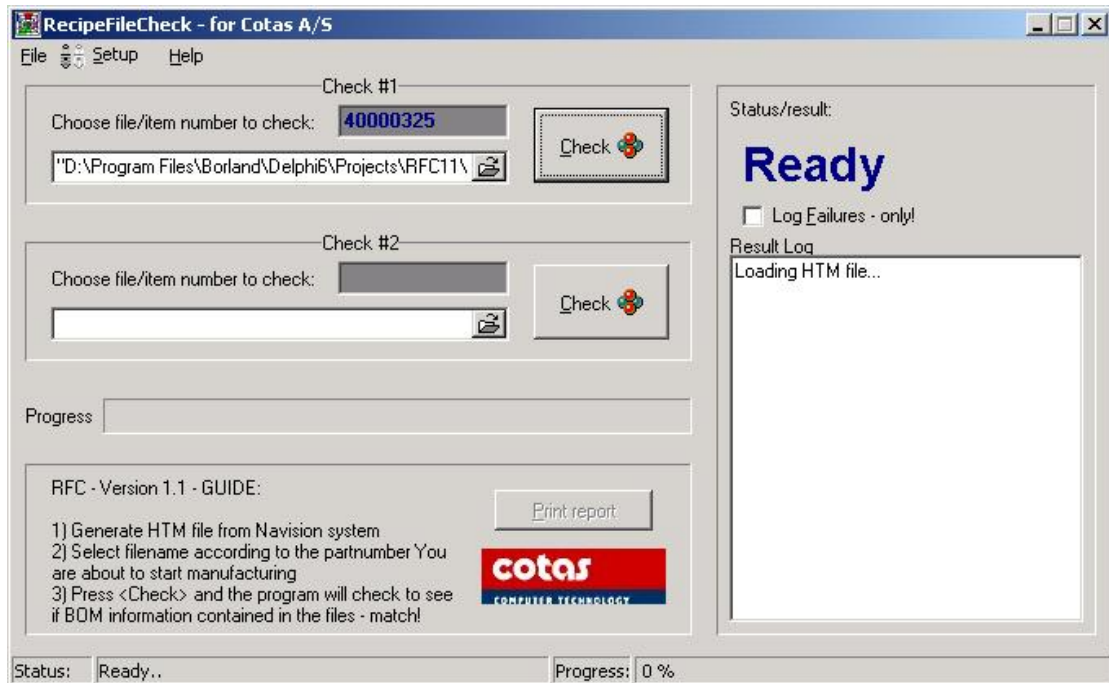 RecipeFileCheck - for Cotas A/S
File Setup Help
Check #1
Choose file/item number to check: 40000325
"D:\Program Files\Borland\Delphi6\Projects\RFC11\
Check
Check #2
Choose file/item number to check:
Check
Progress
RFC - Version 1.1 - GUIDE:
1) Generate HTM file from Navision system
2) Select filename according to the partnumber You
are about to start manufacturing
3) Press <Check> and the program will check to see
if BOM information contained in the files - match!
Print report
cotas
COMPUTER TECHNOLOGY
Status/result:
Ready
Log Failures - only!
Result Log
Loading HTM file...
Status: Ready.. Progress: 0 %